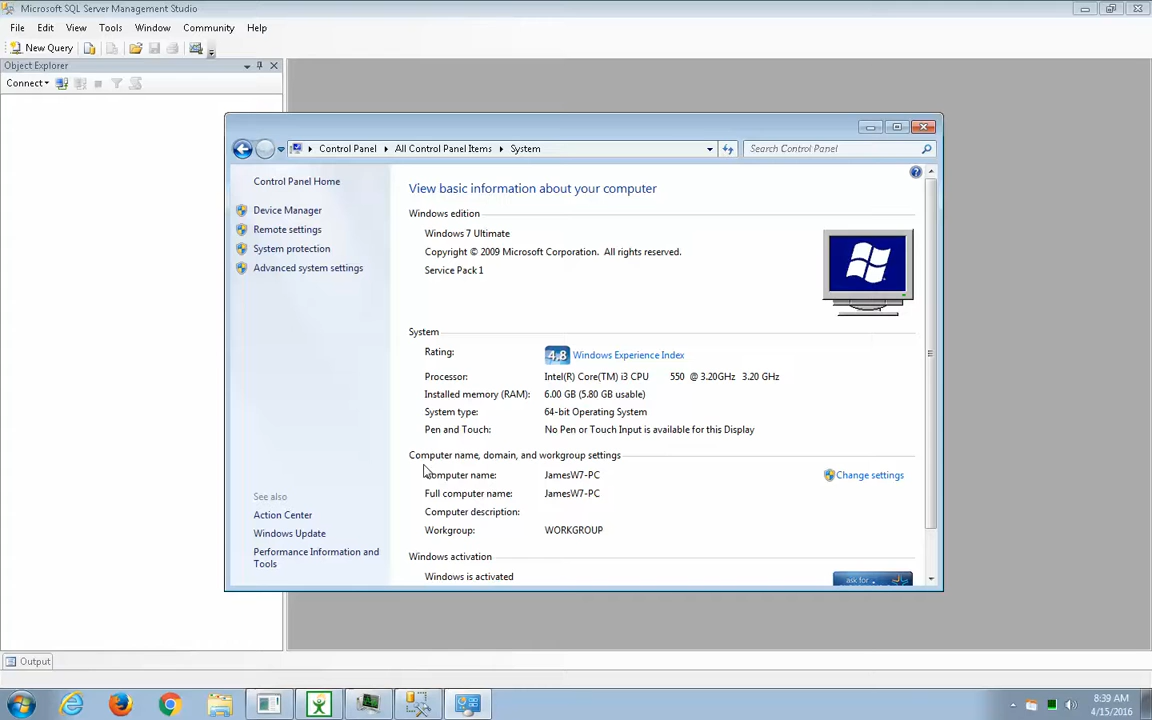 Microsoft SQL Server Management Studio
File Edit View Tools Window Community Help
New Query
Object Explorer
Connect
Control Panel All Control Panel Items System Search Control Panel
Control Panel Home
Device Manager
Remote settings
System protection
Advanced system settings
See also
Action Center
Windows Update
Performance Information and
Tools
View basic information about your computer
Windows edition
Windows 7 Ultimate
Copyright © 2009 Microsoft Corporation. All rights reserved.
Service Pack 1
System
Rating: 4,8 Windows Experience Index
Processor: Intel(R) Core(TM) i3 CPU 550 @ 3.20GHz 3.20 GHz
Installed memory (RAM): 6.00 GB (5.80 GB usable)
System type: 64-bit Operating System
Pen and Touch: No Pen or Touch Input is available for this Display
Computer name, domain, and workgroup settings
Computer name: JamesW7-PC Change settings
Full computer name: JamesW7-PC
Computer description:
Workgroup: WORKGROUP
Windows activation
Windows is activated
ask for
Output
8:39 AM
4/15/2016